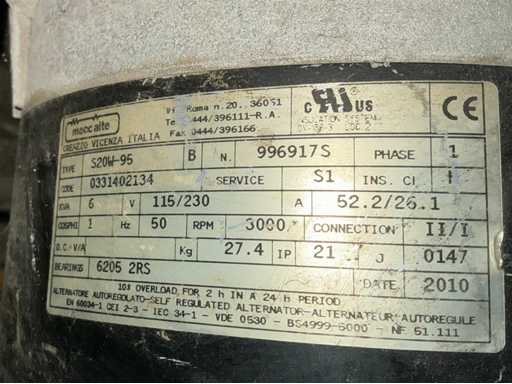 moccaite
CREAZZO VICENZA ITALIA
Roma n.20. 36051
Tel. 0444/396111-R.A.
Fax 0444/396166
c US
INSULATION SYSTEM
CE
TYPE S20W-95 B N. 996917S PHASE 1
CODE 0331402134 SERVICE S1 INS. Cl
KVA 6 V 115/230 A 52.2/26.1
COSPHI 1 Hz 50 RPM 3000 CONNECTION II/I
D.C.-V/A Kg 27.4 IP 21 J 0147
BEARINGS 6205 2RS DATE 2010
10% OVERLOAD FOR 2 h IN A 24 h PERIOD
ALTERNATORE AUTOREGOLATO-SELF REGULATED ALTERNATOR-ALTERNATEUR AUTOREGULE
EN 60034-1 CEI 2-3 - IEC 34-1 - VDE 0530 - BS4999-5000 - NF 51.111